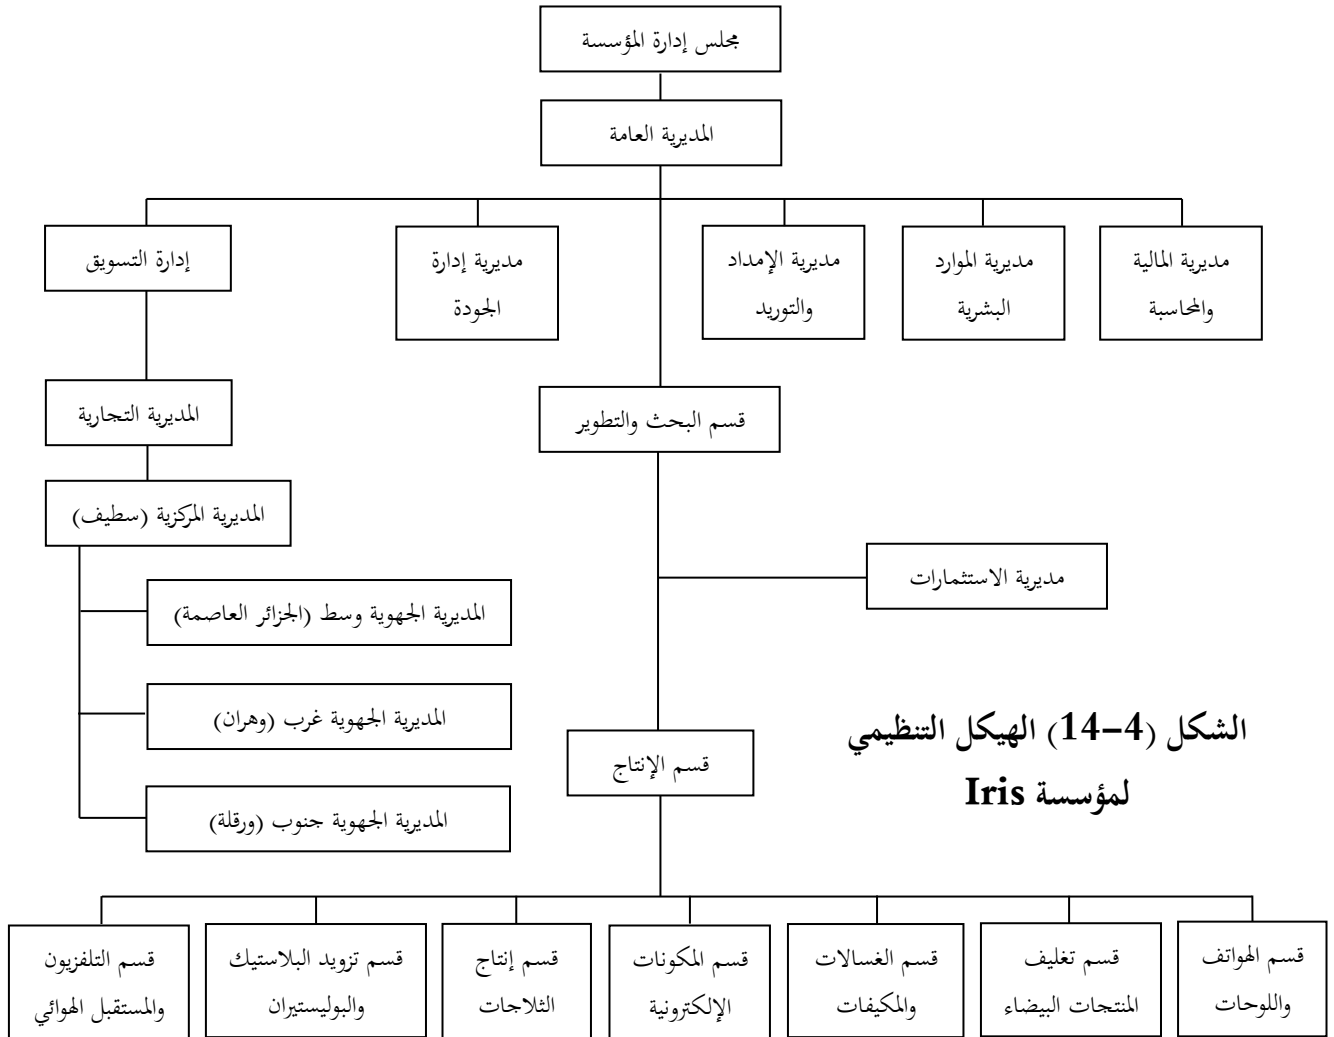 مجلس إدارة المؤسسة
المديرية العامة
مديرية المالية
والمحاسبة
مديرية الموارد
البشرية
مديرية الإمداد
والتوريد
مديرية إدارة
الجودة
إدارة التسويق
المديرية التجارية
قسم البحث والتطوير
المديرية المركزية (سطيف)
مديرية الاستثمارات
المديرية الجهوية وسط (الجزائر العاصمة)
المديرية الجهوية غرب (وهران)
المديرية الجهوية جنوب (ورقلة)
قسم الإنتاج
الشكل (4-14) الهيكل التنظيمي
لمؤسسة Iris
قسم الهواتف
واللوحات
قسم تغليف
المنتجات البيضاء
قسم الغسالات
والمكيفات
قسم المكونات
الإلكترونية
قسم إنتاج
الثلاجات
قسم تزويد البلاستيك
والبوليستيران
قسم التلفزيون
والمستقبل الهوائي